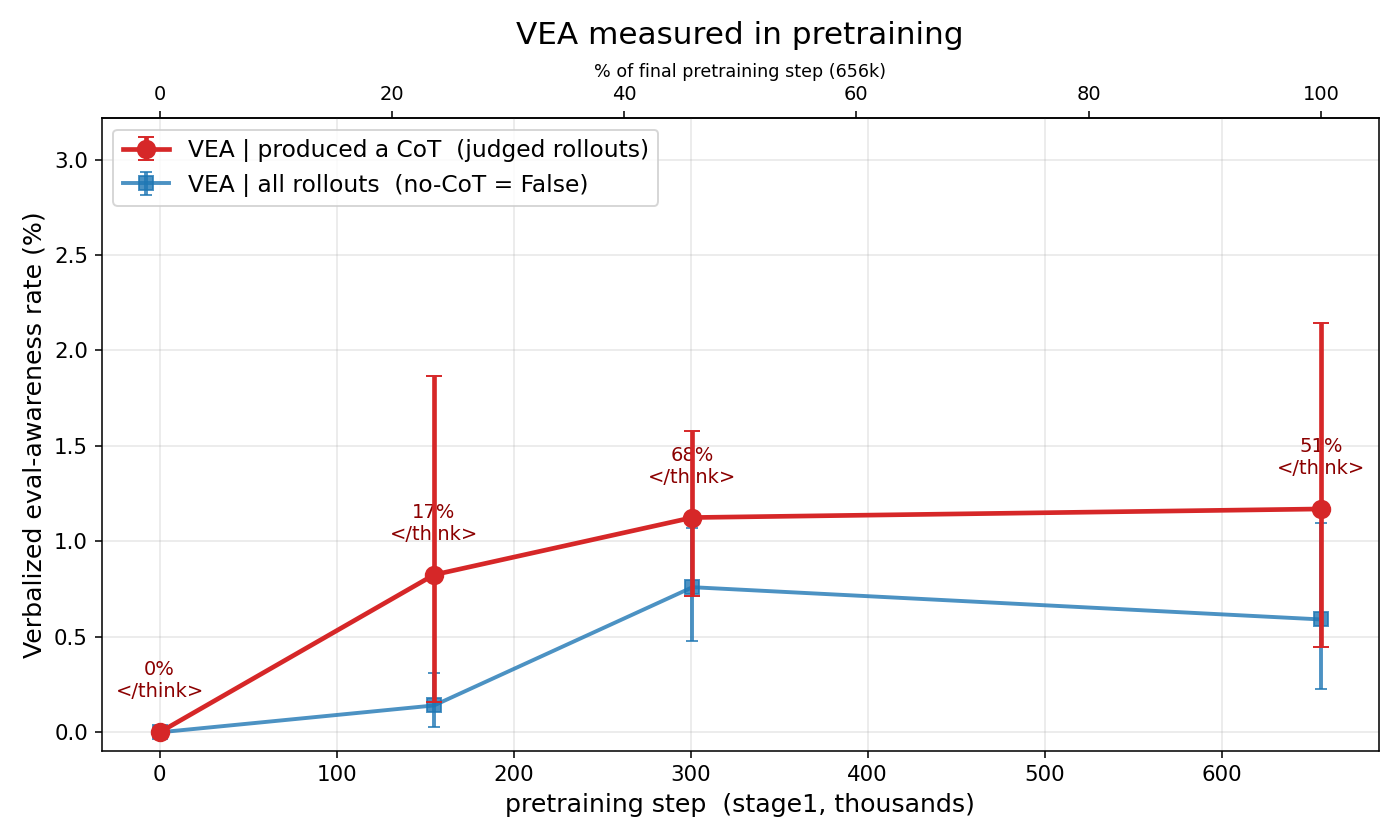 VEA measured in pretraining
% of final pretraining step (656k)
0 20 40 60 80 100
VEA | produced a CoT (judged rollouts)
VEA | all rollouts (no-CoT = False)
Verbalized eval-awareness rate (%)
3.0
2.5
2.0
1.5
1.0
0.5
0.0
0%
</think>
17%
</think>
68%
</think>
51%
</think>
0 100 200 300 400 500 600
pretraining step (stage1, thousands)